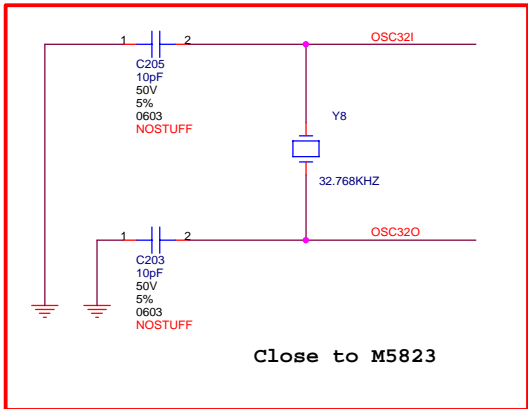 OSC32I
1
2
C205
10pF
50V
5%
0603
NOSTUFF
Y8
32.768KHZ
OSC32O
1
2
C203
10pF
50V
5%
0603
NOSTUFF
Close to M5823